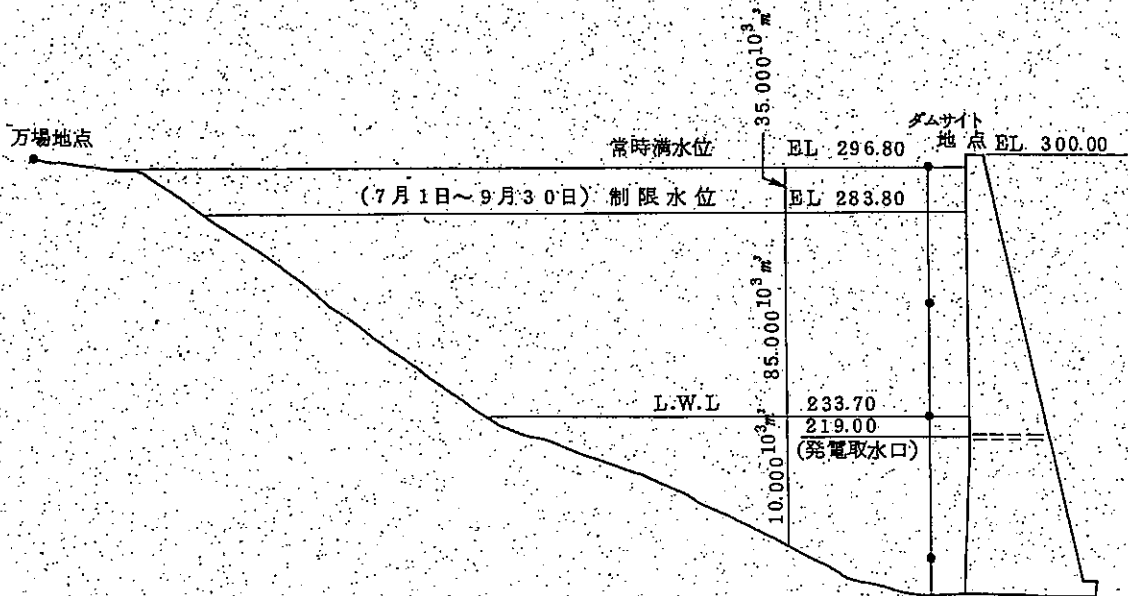 万場地点
常時満水位 EL 296.80
ダムサイト
地点 EL 300.00
(7月1日～9月30日) 制限水位 EL 283.80
35.000 10³m³
85.000 10³m³
L.W.L 233.70
219.00
(発電取水口)
10.000 10³m³